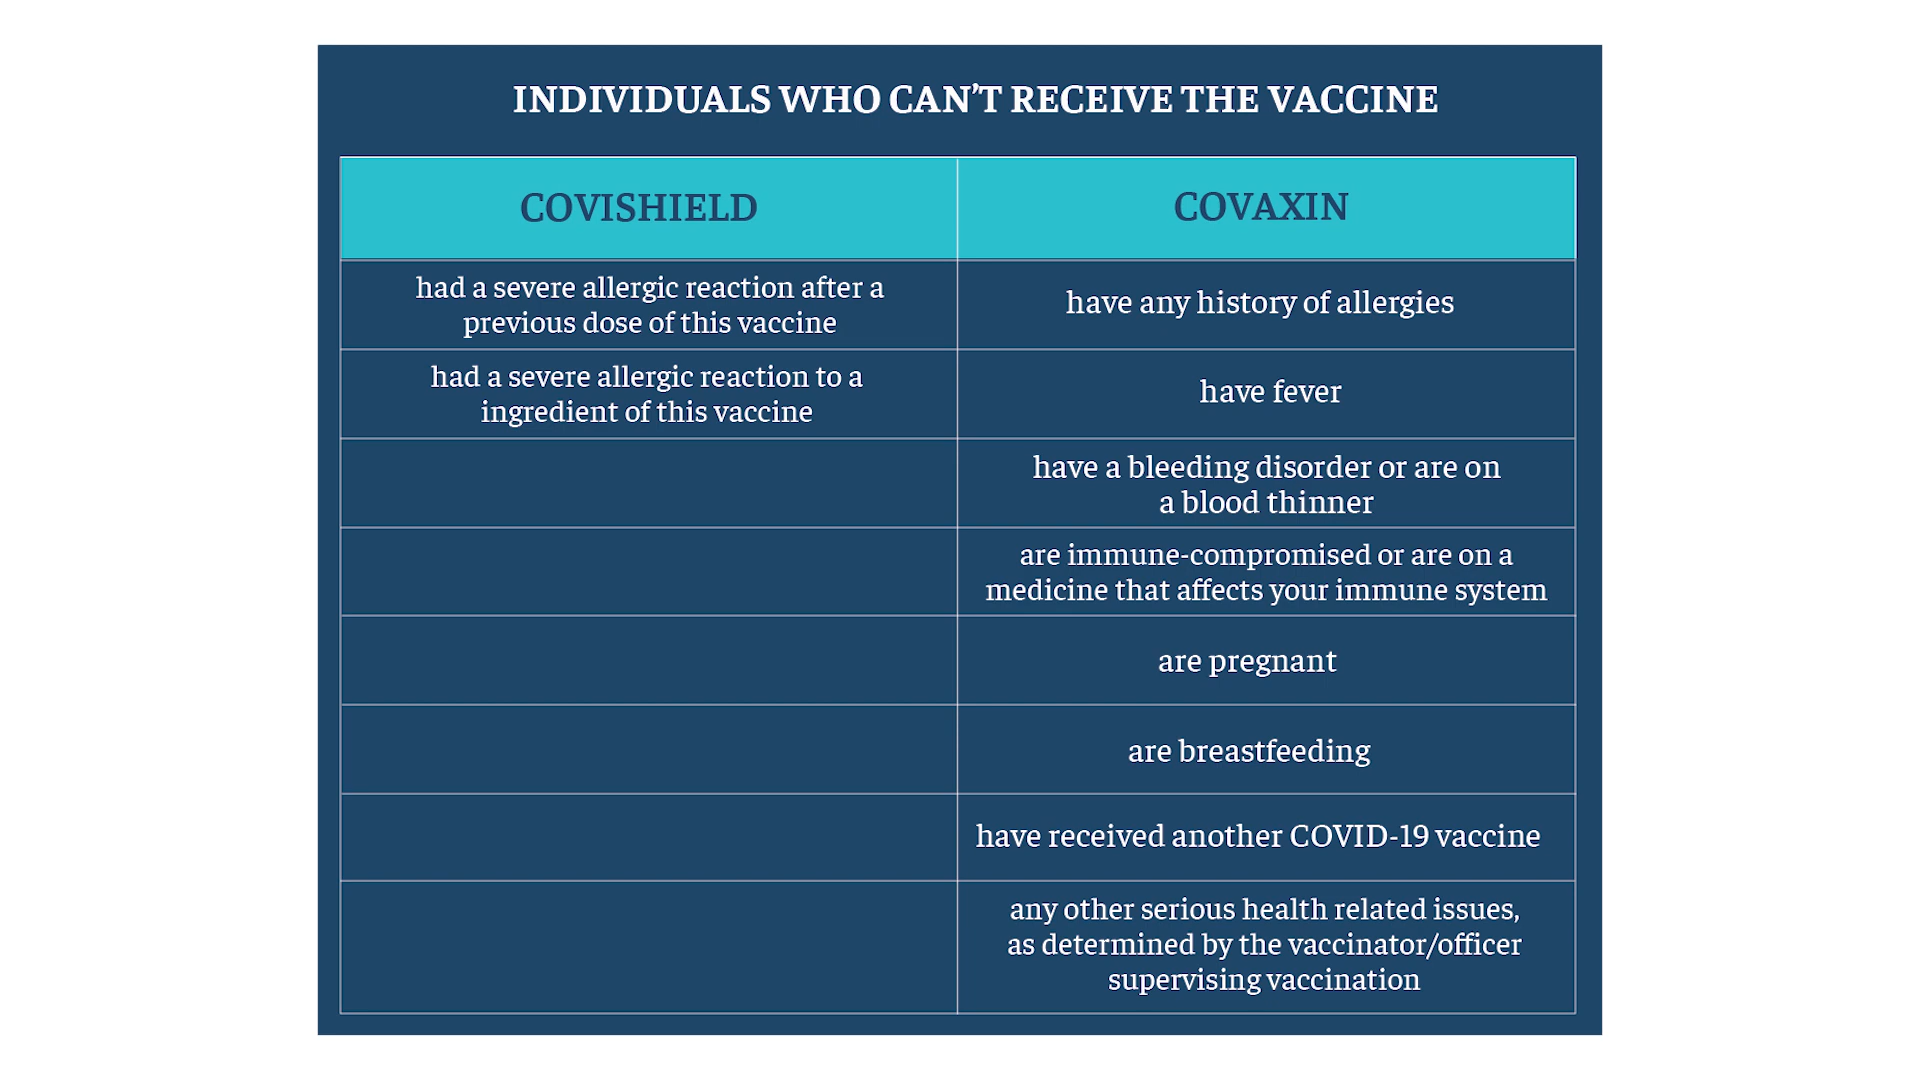 INDIVIDUALS WHO CAN'T RECEIVE THE VACCINE
COVISHIELD
COVAXIN
had a severe allergic reaction after a
previous dose of this vaccine
have any history of allergies
had a severe allergic reaction to a
ingredient of this vaccine
have fever
have a bleeding disorder or are on
a blood thinner
are immune-compromised or are on a
medicine that affects your immune system
are pregnant
are breastfeeding
have received another COVID-19 vaccine
any other serious health related issues,
as determined by the vaccinator/officer
supervising vaccination